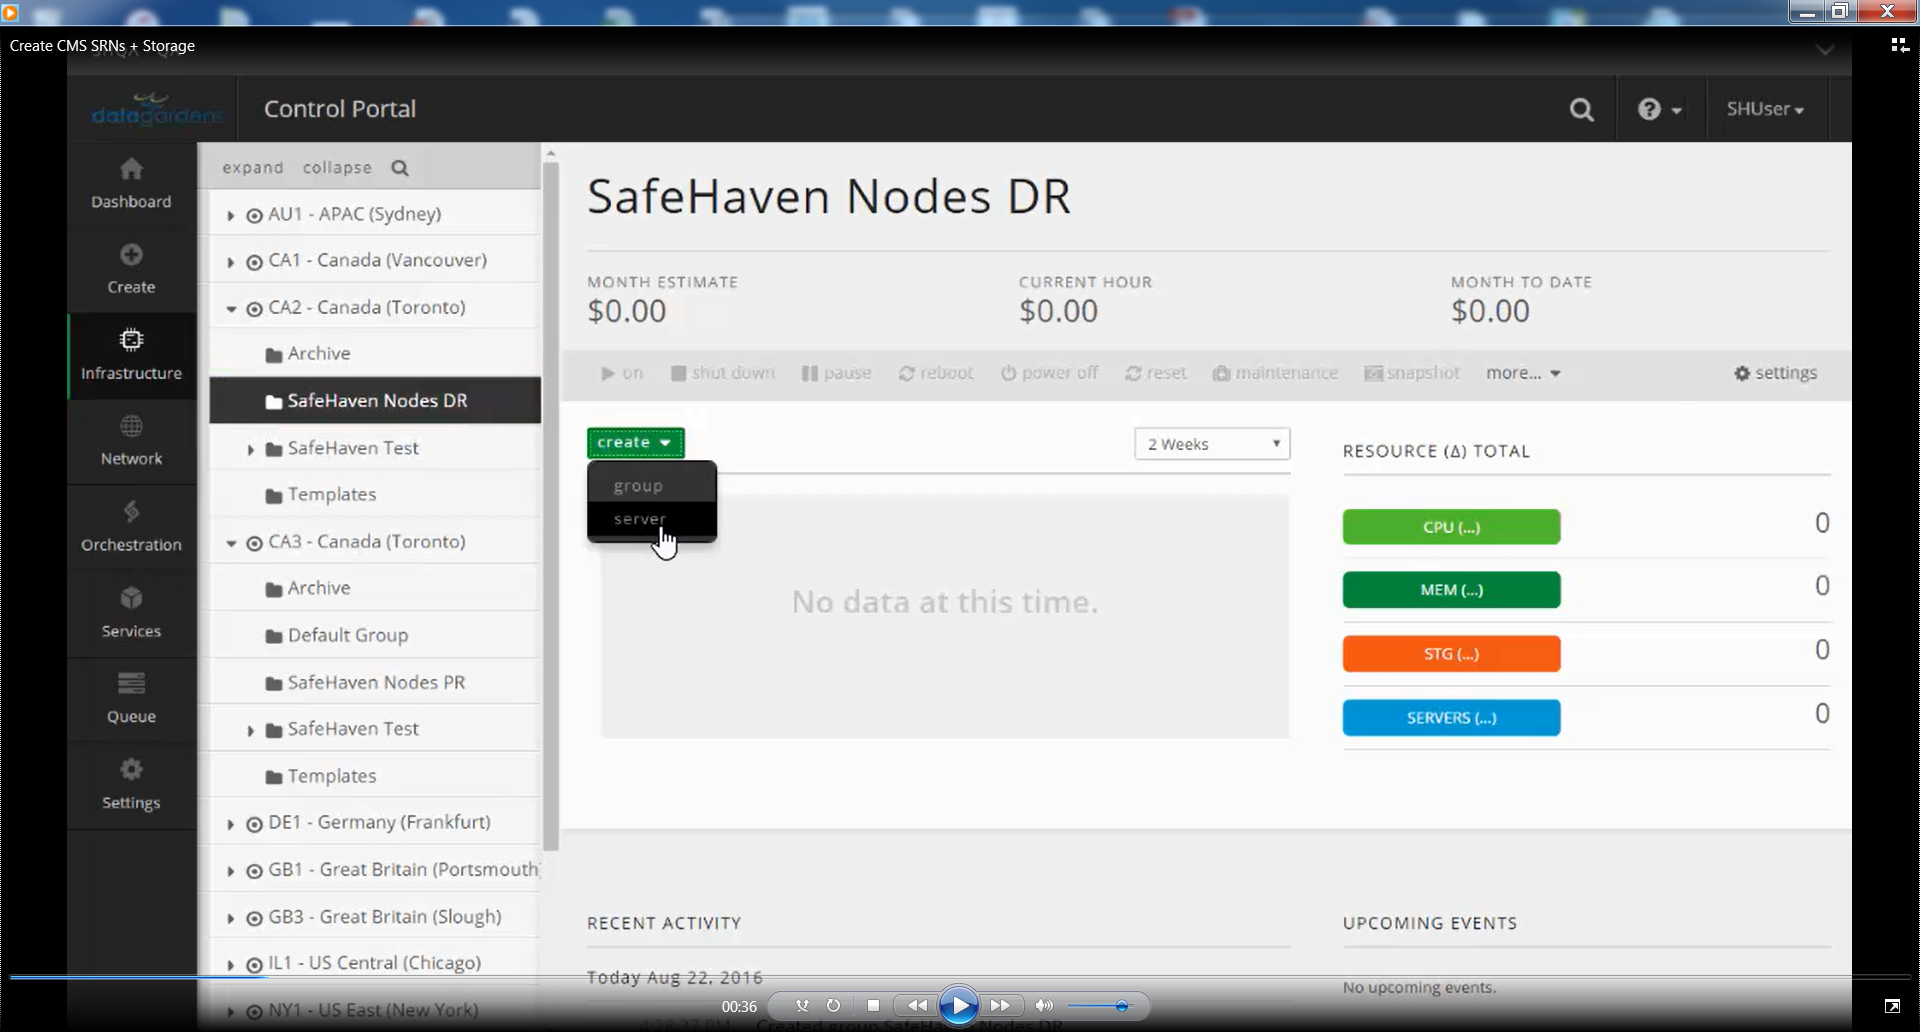 Create CMS SRNs + Storage
datagardens
Control Portal
SHUser
expand collapse
Dashboard
Create
Infrastructure
Network
Orchestration
Services
Queue
Settings
AU1 - APAC (Sydney)
CA1 - Canada (Vancouver)
CA2 - Canada (Toronto)
Archive
SafeHaven Nodes DR
SafeHaven Test
Templates
CA3 - Canada (Toronto)
Archive
Default Group
SafeHaven Nodes PR
SafeHaven Test
Templates
DE1 - Germany (Frankfurt)
GB1 - Great Britain (Portsmouth)
GB3 - Great Britain (Slough)
IL1 - US Central (Chicago)
NY1 - US East (New York)
SafeHaven Nodes DR
MONTH ESTIMATE
$0.00
CURRENT HOUR
$0.00
MONTH TO DATE
$0.00
on shut down pause reboot power off reset maintenance snapshot more... settings
create
group
server
2 Weeks
No data at this time.
RESOURCE (Δ) TOTAL
CPU (...) 0
MEM (...) 0
STG (...) 0
SERVERS (...) 0
RECENT ACTIVITY
Today Aug 22, 2016
4:28:37 PM Created group SafeHaven Nodes DR
UPCOMING EVENTS
No upcoming events.
00:36